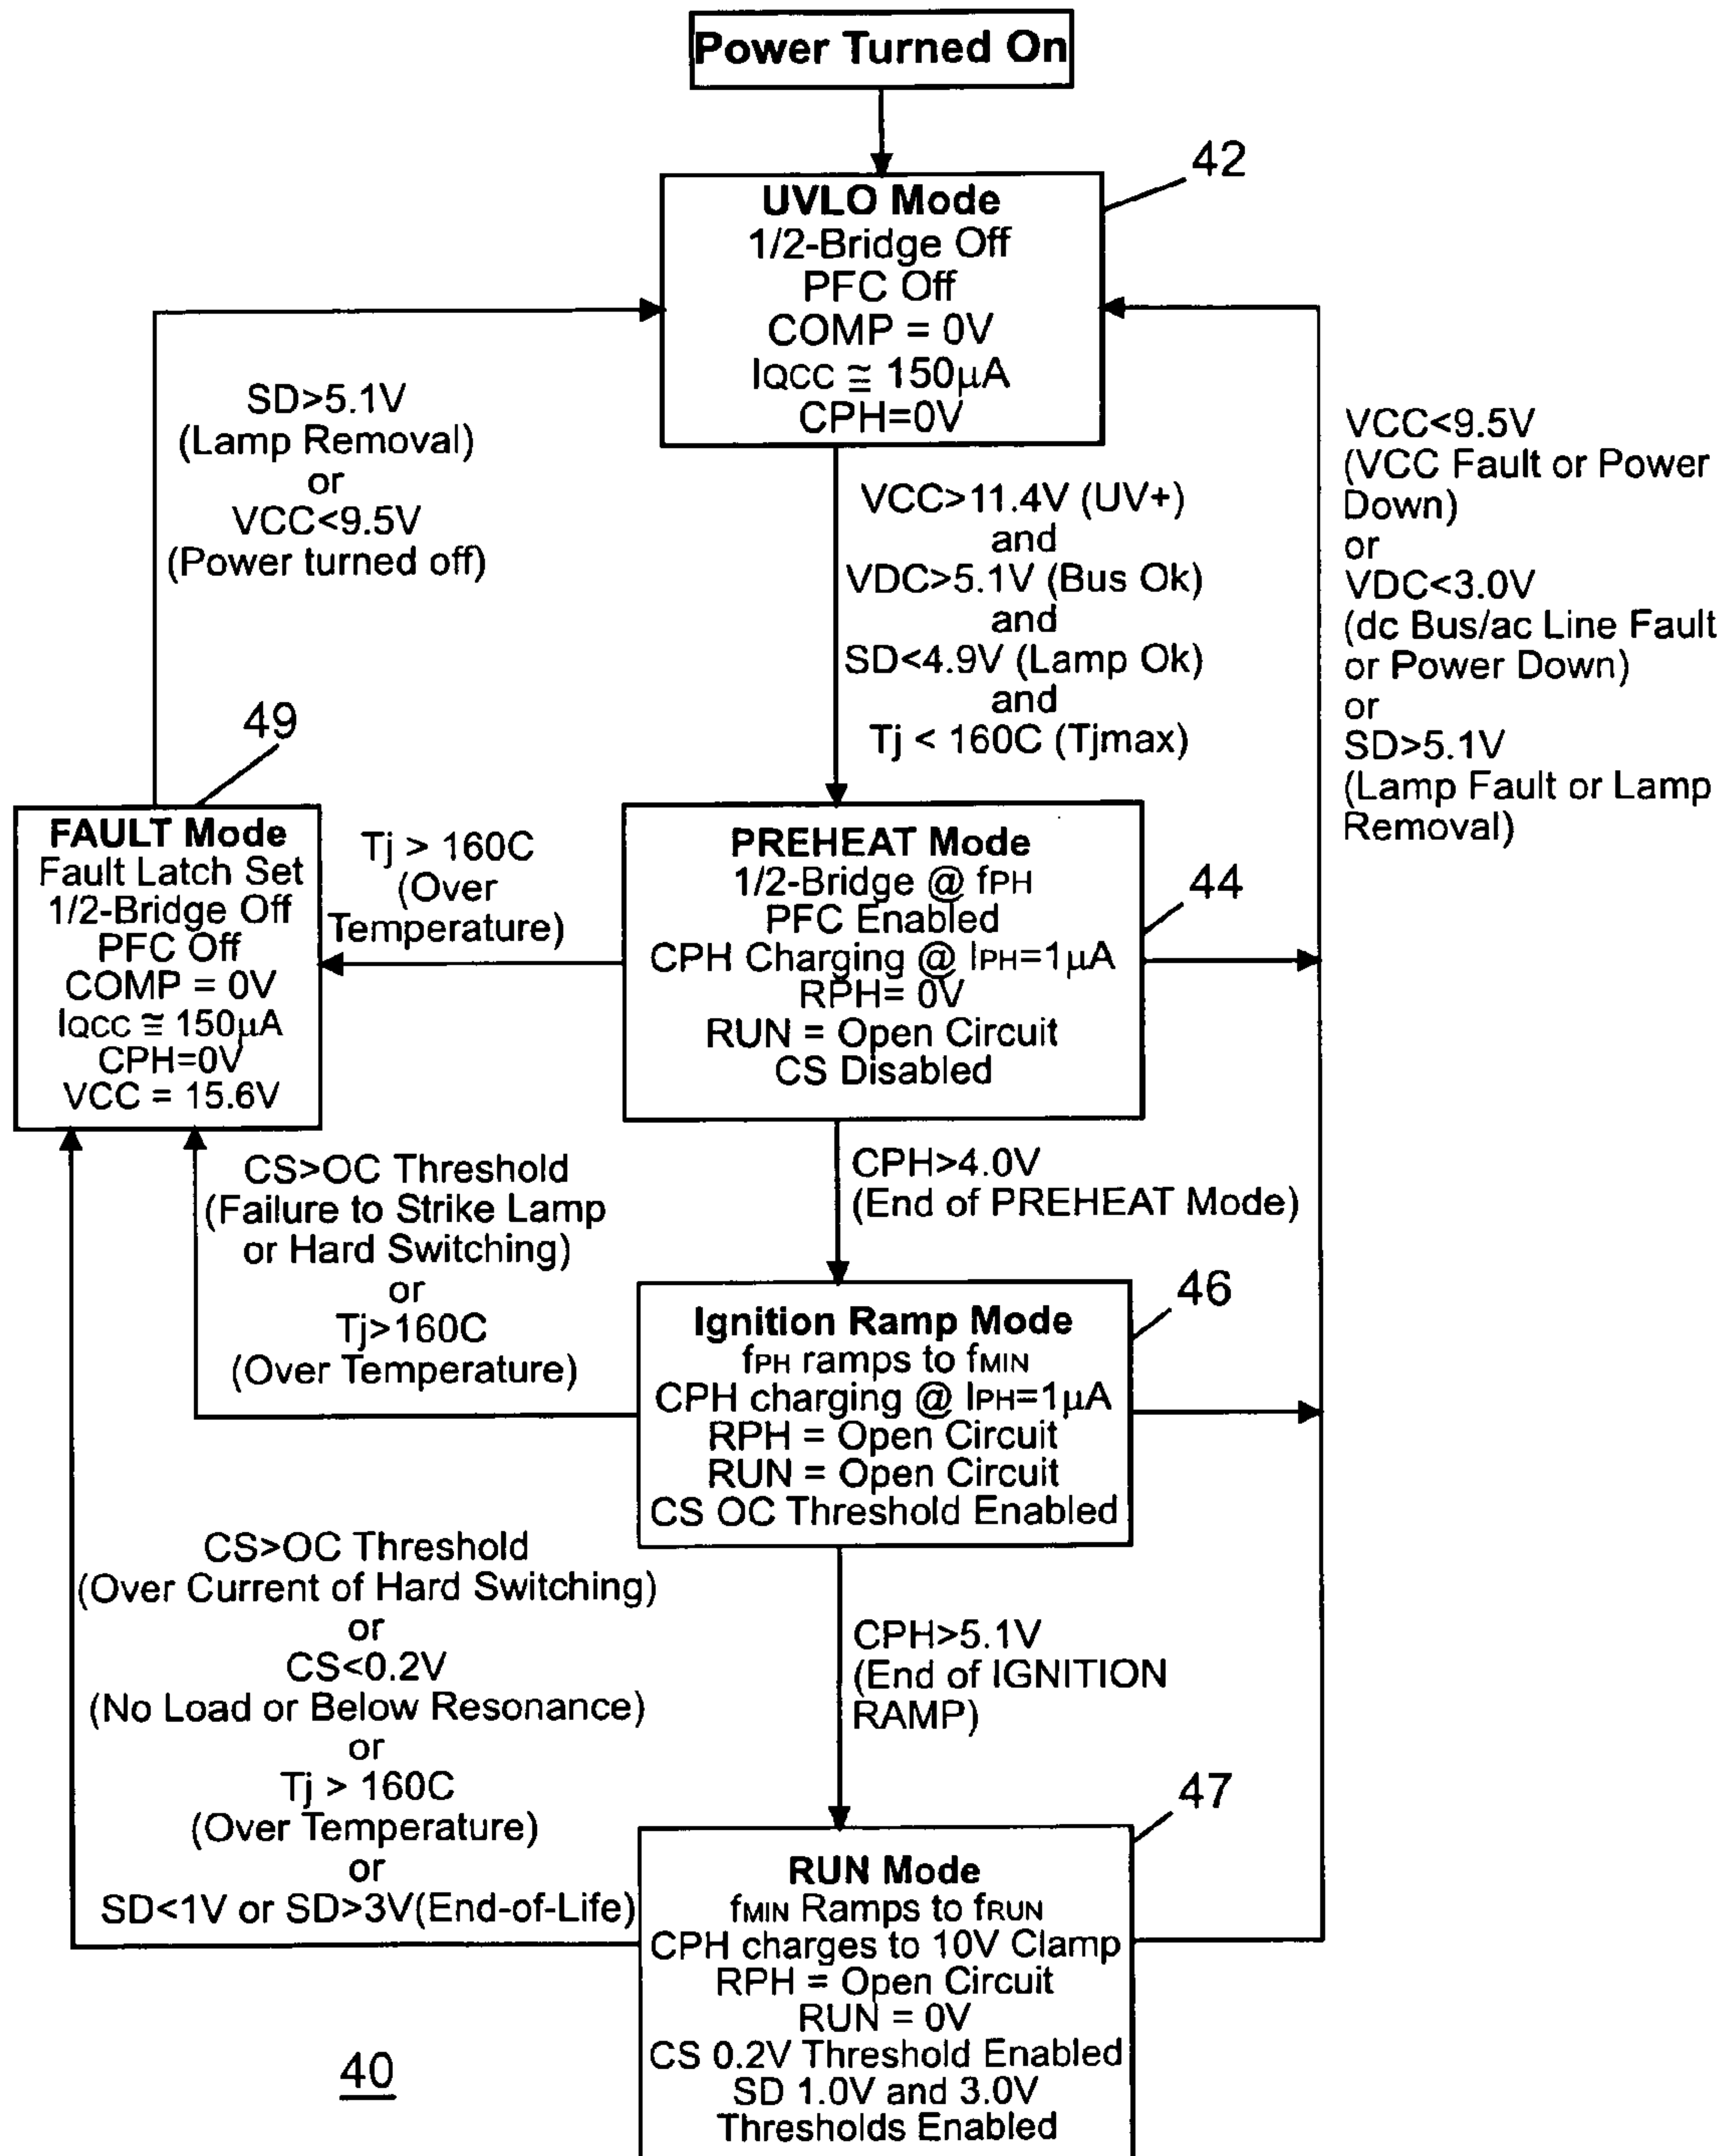 Power Turned On
42
UVLO Mode
1/2-Bridge Off
PFC Off
COMP = 0V
IQCC ≅ 150µA
CPH=0V
SD>5.1V
(Lamp Removal)
or
VCC<9.5V
(Power turned off)
VCC>11.4V (UV+)
and
VDC>5.1V (Bus Ok)
and
SD<4.9V (Lamp Ok)
and
Tj < 160C (Tjmax)
VCC<9.5V
(VCC Fault or Power
Down)
or
VDC<3.0V
(dc Bus/ac Line Fault
or Power Down)
or
SD>5.1V
(Lamp Fault or Lamp
Removal)
49
FAULT Mode
Fault Latch Set
1/2-Bridge Off
PFC Off
COMP = 0V
IQCC ≅ 150µA
CPH=0V
VCC = 15.6V
Tj > 160C
(Over
Temperature)
44
PREHEAT Mode
1/2-Bridge @ fPH
PFC Enabled
CPH Charging @ IPH=1µA
RPH= 0V
RUN = Open Circuit
CS Disabled
CS>OC Threshold
(Failure to Strike Lamp
or Hard Switching)
or
Tj>160C
(Over Temperature)
CPH>4.0V
(End of PREHEAT Mode)
46
Ignition Ramp Mode
fPH ramps to fMIN
CPH charging @ IPH=1µA
RPH = Open Circuit
RUN = Open Circuit
CS OC Threshold Enabled
CS>OC Threshold
(Over Current of Hard Switching)
or
CS<0.2V
(No Load or Below Resonance)
or
Tj > 160C
(Over Temperature)
or
SD<1V or SD>3V(End-of-Life)
CPH>5.1V
(End of IGNITION
RAMP)
47
RUN Mode
fMIN Ramps to fRUN
CPH charges to 10V Clamp
RPH = Open Circuit
RUN = 0V
CS 0.2V Threshold Enabled
SD 1.0V and 3.0V
Thresholds Enabled
40